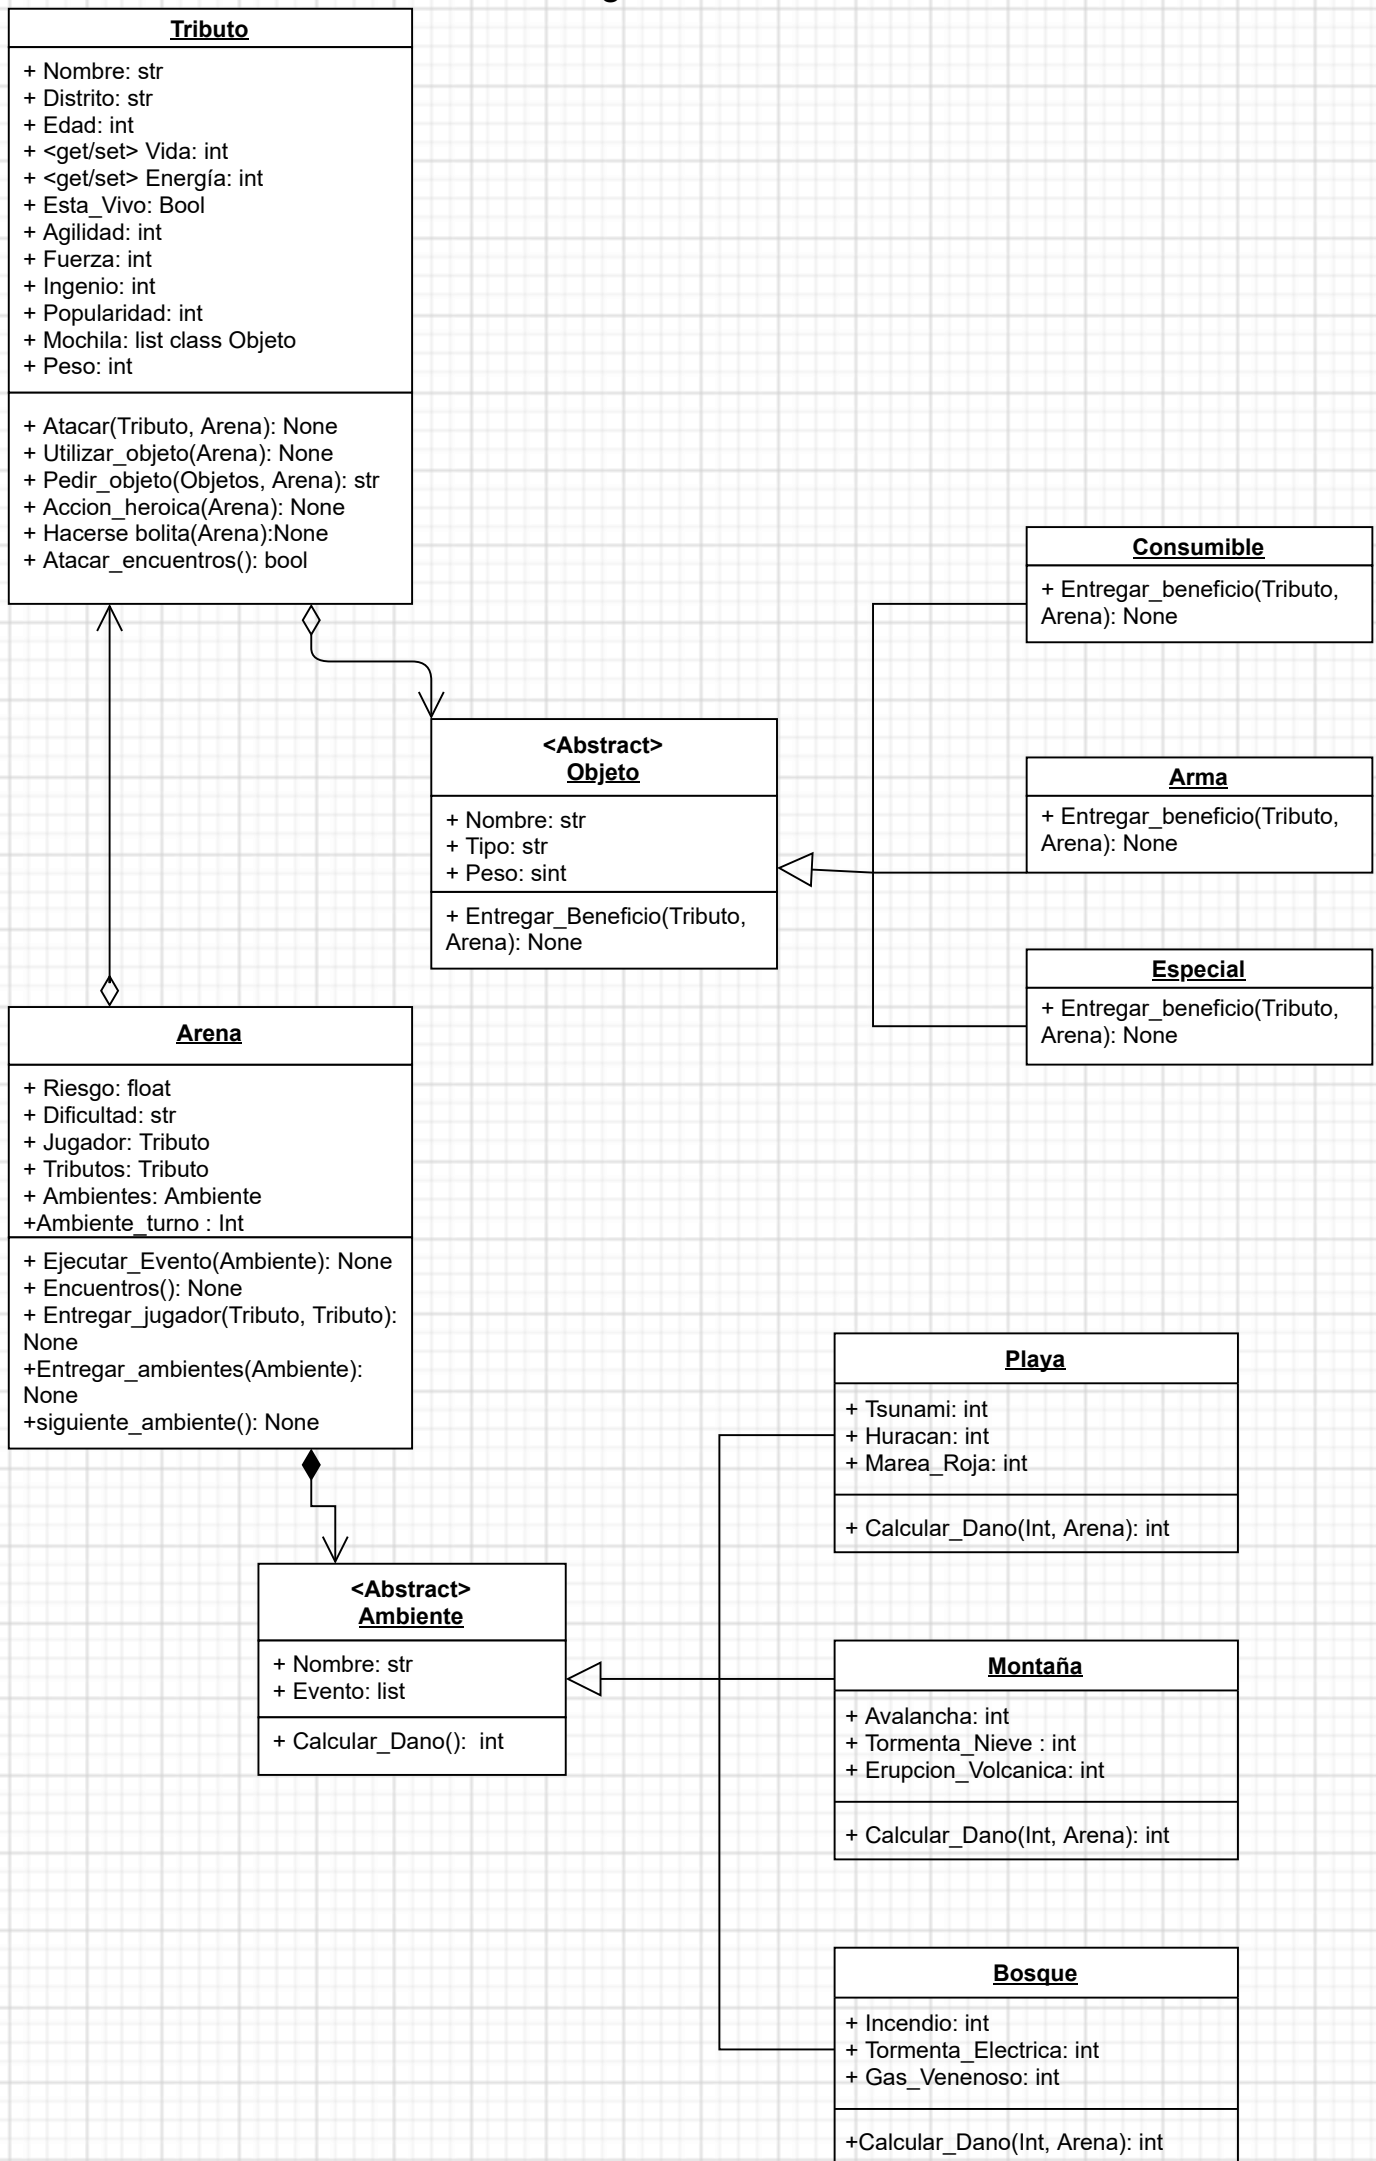 Tributo
+ Nombre: str
+ Distrito: str
+ Edad: int
+ <get/set> Vida: int
+ <get/set> Energía: int
+ Esta_Vivo: Bool
+ Agilidad: int
+ Fuerza: int
+ Ingenio: int
+ Popularidad: int
+ Mochila: list class Objeto
+ Peso: int
+ Atacar(Tributo, Arena): None
+ Utilizar_objeto(Arena): None
+ Pedir_objeto(Objetos, Arena): str
+ Accion_heroica(Arena): None
+ Hacerse bolita(Arena):None
+ Atacar_encuentros(): bool
Consumible
+ Entregar_beneficio(Tributo,
Arena): None
<Abstract>
Objeto
+ Nombre: str
+ Tipo: str
+ Peso: sint
+ Entregar_Beneficio(Tributo,
Arena): None
Arma
+ Entregar_beneficio(Tributo,
Arena): None
Especial
+ Entregar_beneficio(Tributo,
Arena): None
Arena
+ Riesgo: float
+ Dificultad: str
+ Jugador: Tributo
+ Tributos: Tributo
+ Ambientes: Ambiente
+Ambiente_turno : Int
+ Ejecutar_Evento(Ambiente): None
+ Encuentros(): None
+ Entregar_jugador(Tributo, Tributo):
None
+Entregar_ambientes(Ambiente):
None
+siguiente_ambiente(): None
Playa
+ Tsunami: int
+ Huracan: int
+ Marea_Roja: int
+ Calcular_Dano(Int, Arena): int
<Abstract>
Ambiente
+ Nombre: str
+ Evento: list
+ Calcular_Dano():  int
Montaña
+ Avalancha: int
+ Tormenta_Nieve : int
+ Erupcion_Volcanica: int
+ Calcular_Dano(Int, Arena): int
Bosque
+ Incendio: int
+ Tormenta_Electrica: int
+ Gas_Venenoso: int
+Calcular_Dano(Int, Arena): int